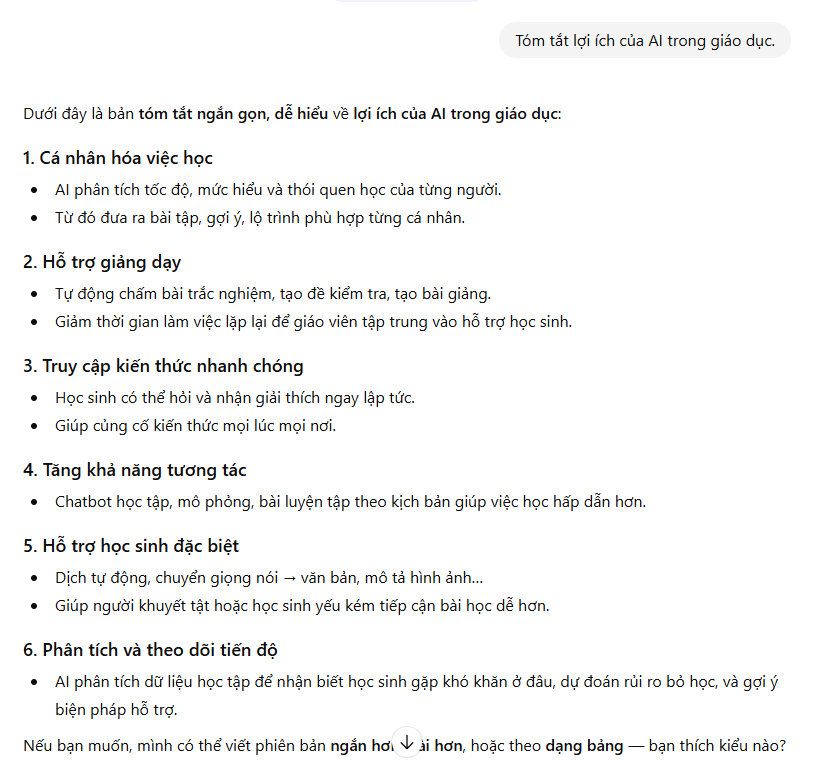 Tóm tắt lợi ích của AI trong giáo dục.
Dưới đây là bản tóm tắt ngắn gọn, dễ hiểu về lợi ích của AI trong giáo dục:
1. Cá nhân hóa việc học
• AI phân tích tốc độ, mức hiểu và thói quen học của từng người.
• Từ đó đưa ra bài tập, gợi ý, lộ trình phù hợp từng cá nhân.
2. Hỗ trợ giảng dạy
• Tự động chấm bài trắc nghiệm, tạo đề kiểm tra, tạo bài giảng.
• Giảm thời gian làm việc lặp lại để giáo viên tập trung vào hỗ trợ học sinh.
3. Truy cập kiến thức nhanh chóng
• Học sinh có thể hỏi và nhận giải thích ngay lập tức.
• Giúp củng cố kiến thức mọi lúc mọi nơi.
4. Tăng khả năng tương tác
• Chatbot học tập, mô phỏng, bài luyện tập theo kịch bản giúp việc học hấp dẫn hơn.
5. Hỗ trợ học sinh đặc biệt
• Dịch tự động, chuyển giọng nói → văn bản, mô tả hình ảnh…
• Giúp người khuyết tật hoặc học sinh yếu kém tiếp cận bài học dễ hơn.
6. Phân tích và theo dõi tiến độ
• AI phân tích dữ liệu học tập để nhận biết học sinh gặp khó khăn ở đâu, dự đoán rủi ro bỏ học, và gợi ý
biện pháp hỗ trợ.
Nếu bạn muốn, mình có thể viết phiên bản ngắn hơn, hoặc theo dạng bảng — bạn thích kiểu nào?